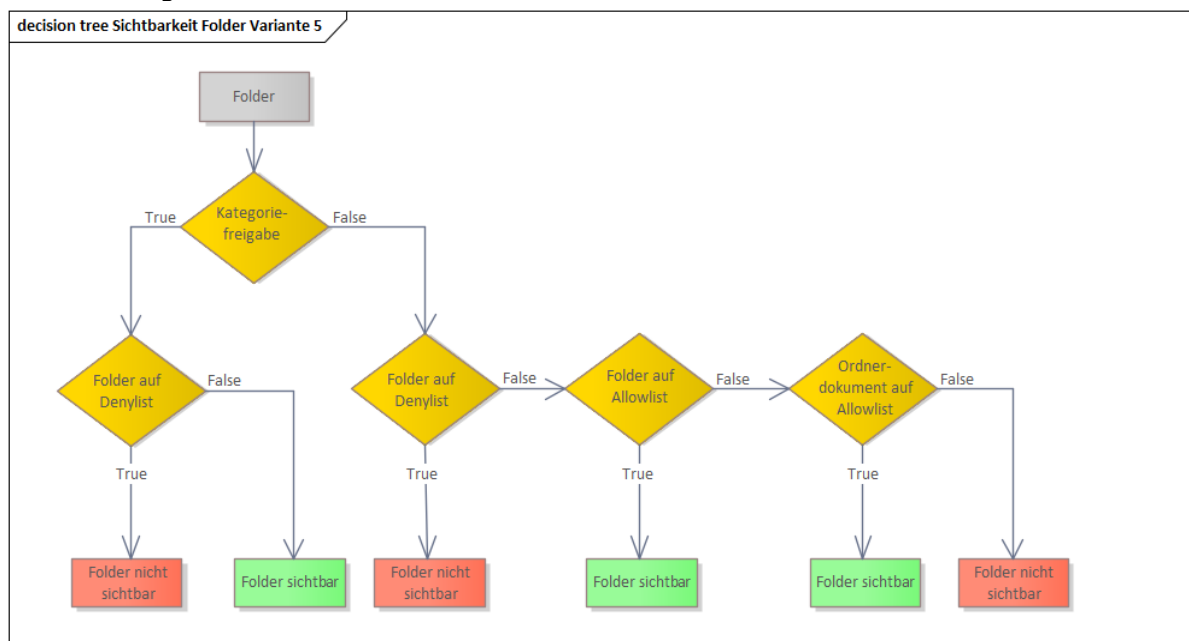 decision tree Sichtbarkeit Folder Variante 5
Folder
Kategorie-
freigabe
True
False
Folder auf
Denylist
False
Folder auf
Denylist
False
Folder auf
Allowlist
False
Ordner-
dokument auf
Allowlist
False
True
True
True
True
Folder nicht
sichtbar
Folder sichtbar
Folder nicht
sichtbar
Folder sichtbar
Folder sichtbar
Folder nicht
sichtbar